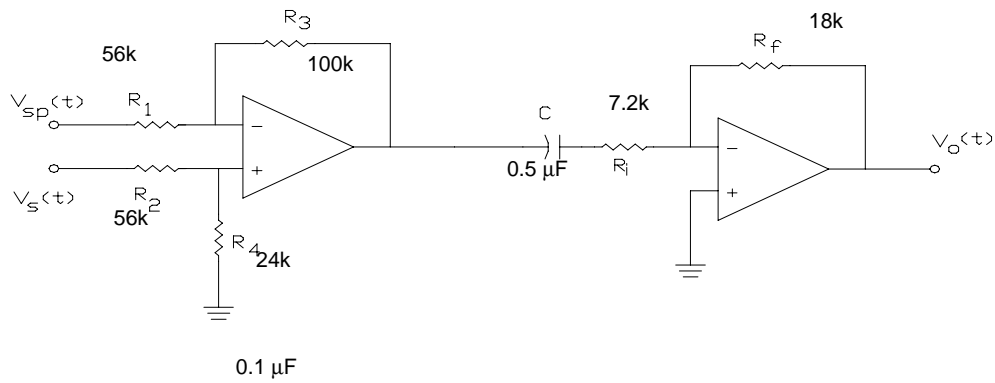 18k
R3
Rf
56k
100k
7.2k
Vsp(t)
R1
C
−
−
Vo(t)
0.5 μF
Ri
+
+
Vs(t)
R2
56k
R4
24k
0.1 μF